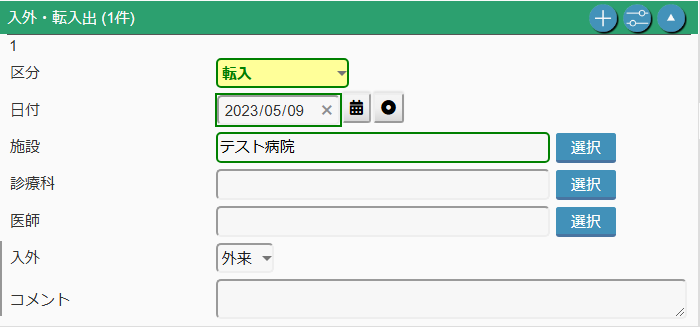 入外・転入出 (1件)
1
区分 転入
日付 2023/05/09
施設 テスト病院 選択
診療科 選択
医師 選択
入外 外来
コメント